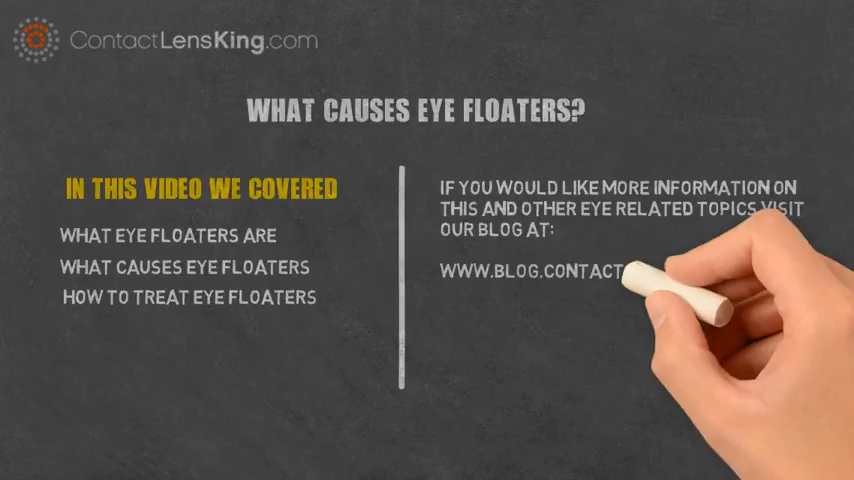 ContactLensKing.com
WHAT CAUSES EYE FLOATERS?
IN THIS VIDEO WE COVERED
WHAT EYE FLOATERS ARE
WHAT CAUSES EYE FLOATERS
HOW TO TREAT EYE FLOATERS
IF YOU WOULD LIKE MORE INFORMATION ON
THIS AND OTHER EYE RELATED TOPICS VISIT
OUR BLOG AT:
WWW.BLOG.CONTACT